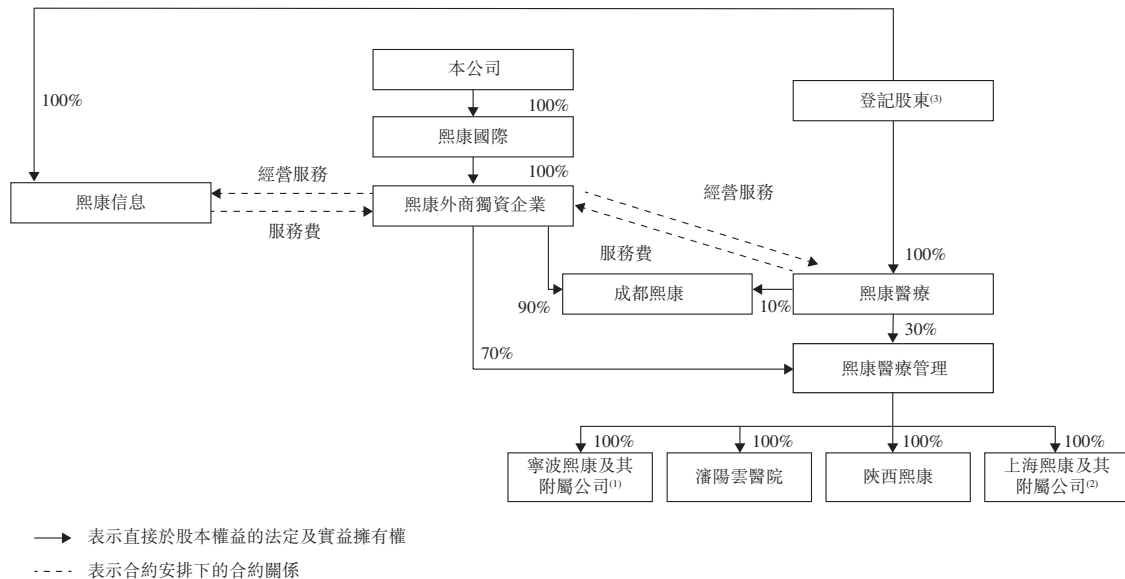 本公司
登記股東(3)
100%
100%
熙康國際
100%
經營服務
經營服務
熙康信息
熙康外商獨資企業
服務費
服務費
100%
成都熙康
熙康醫療
90%
10%
30%
70%
熙康醫療管理
100%
100%
100%
100%
寧波熙康及其
附屬公司(1)
瀋陽雲醫院
陝西熙康
上海熙康及其
附屬公司(2)
表示直接於股本權益的法定及實益擁有權
表示合約安排下的合約關係